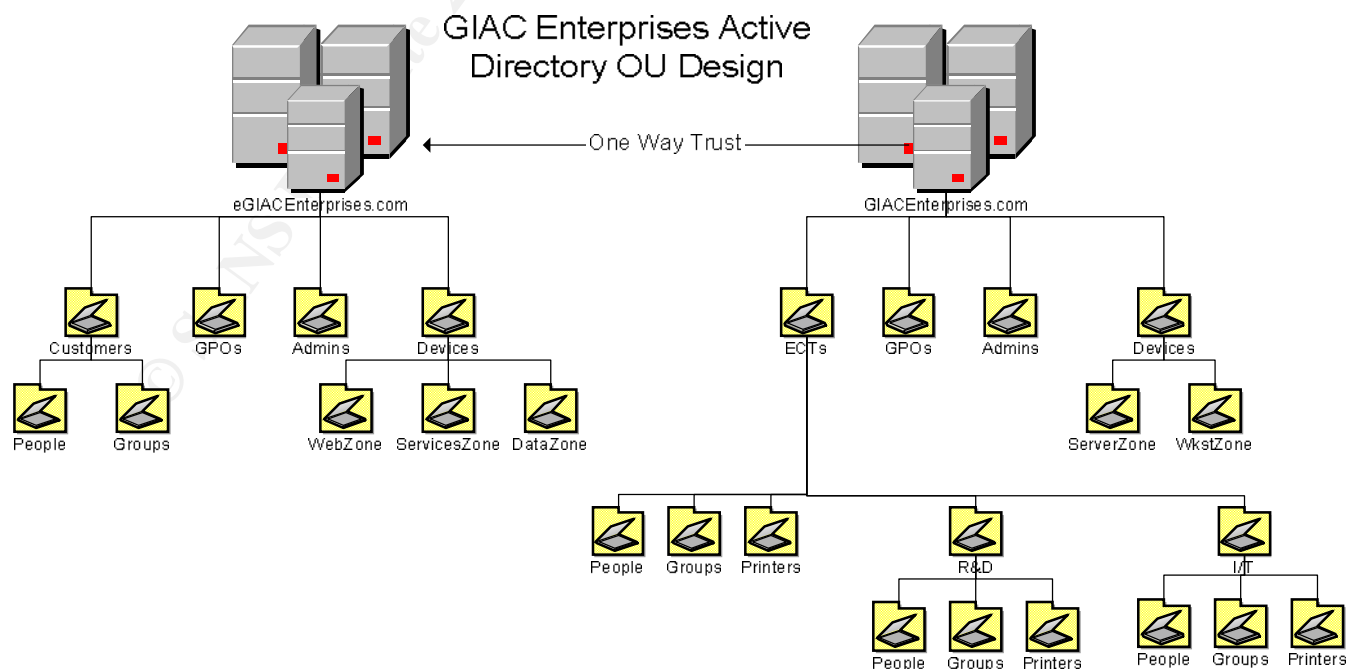 GIAC Enterprises Active
Directory OU Design
One Way Trust
eGIACEnterprises.com
GIACEnterprises.com
Customers
GPOs
Admins
Devices
ECTs
GPOs
Admins
Devices
People
Groups
WebZone
ServicesZone
DataZone
ServerZone
WkstZone
People
Groups
Printers
R&D
I/T
People
Groups
Printers
People
Groups
Printers